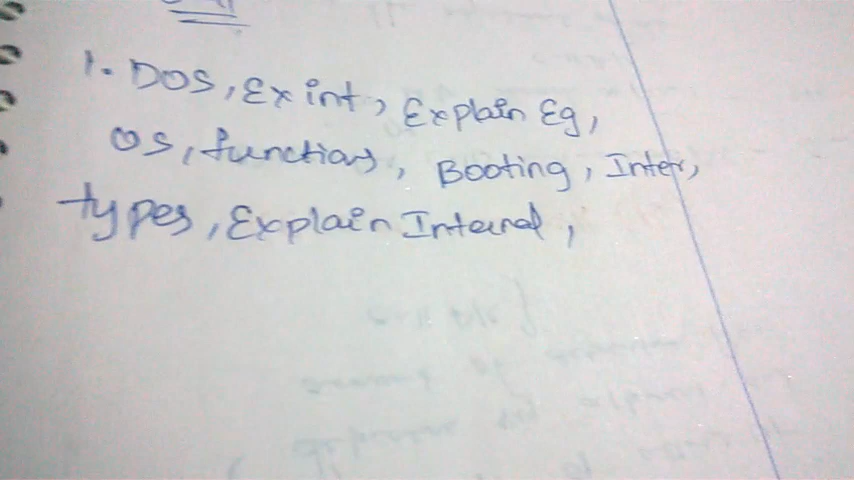 1. DOS, Ex int, Explain Eg,
OS, functions, Booting, Inter,
types, Explain Internal,